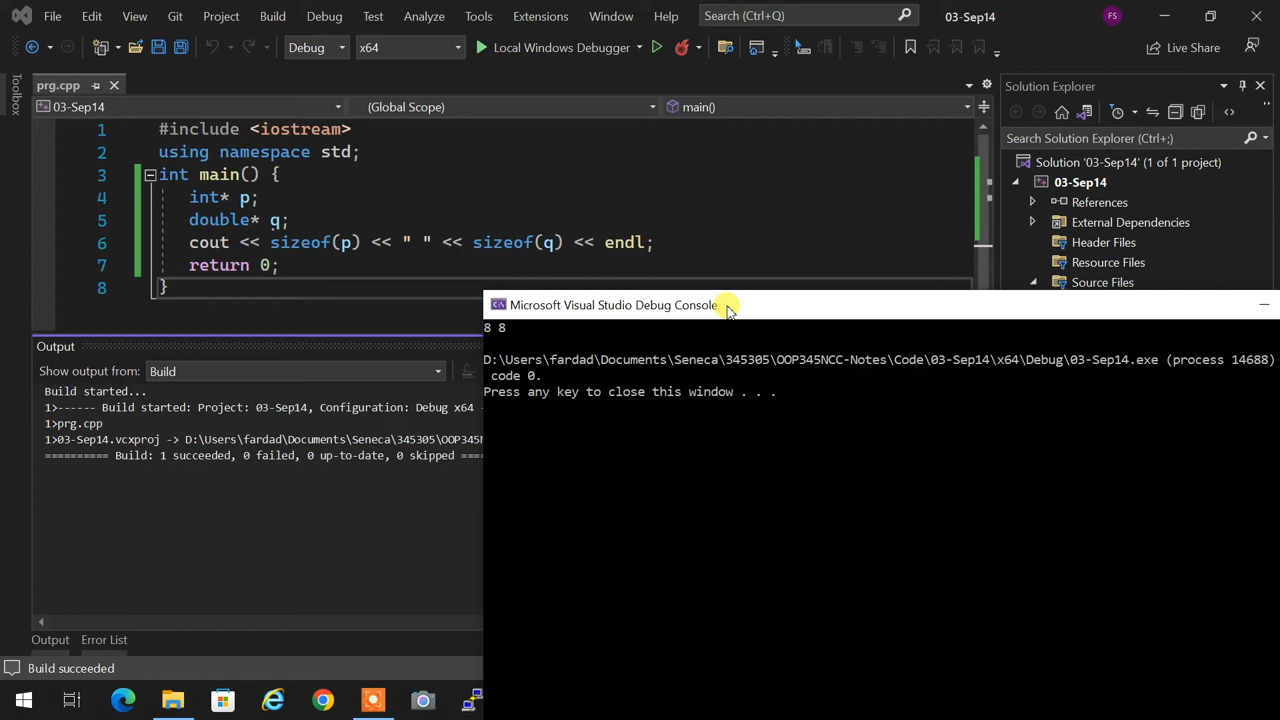 File Edit View Git Project Build Debug Test Analyze Tools Extensions Window Help Search (Ctrl+Q) 03-Sep14 FS
Debug x64 Local Windows Debugger Live Share
Toolbox
prg.cpp
03-Sep14 (Global Scope) main()
1 #include <iostream>
2 using namespace std;
3 int main() {
4 int* p;
5 double* q;
6 cout << sizeof(p) << " " << sizeof(q) << endl;
7 return 0;
8 }
Solution Explorer
Search Solution Explorer (Ctrl+;)
Solution '03-Sep14' (1 of 1 project)
03-Sep14
References
External Dependencies
Header Files
Resource Files
Source Files
Output
Show output from: Build
Build started...
1>------ Build started: Project: 03-Sep14, Configuration: Debug x64 -
1>prg.cpp
1>03-Sep14.vcxproj -> D:\Users\fardad\Documents\Seneca\345305\OOP345N
========== Build: 1 succeeded, 0 failed, 0 up-to-date, 0 skipped ===
Output Error List
Build succeeded
Microsoft Visual Studio Debug Console
8 8
D:\Users\fardad\Documents\Seneca\345305\OOP345NCC-Notes\Code\03-Sep14\x64\Debug\03-Sep14.exe (process 14688)
code 0.
Press any key to close this window . . .